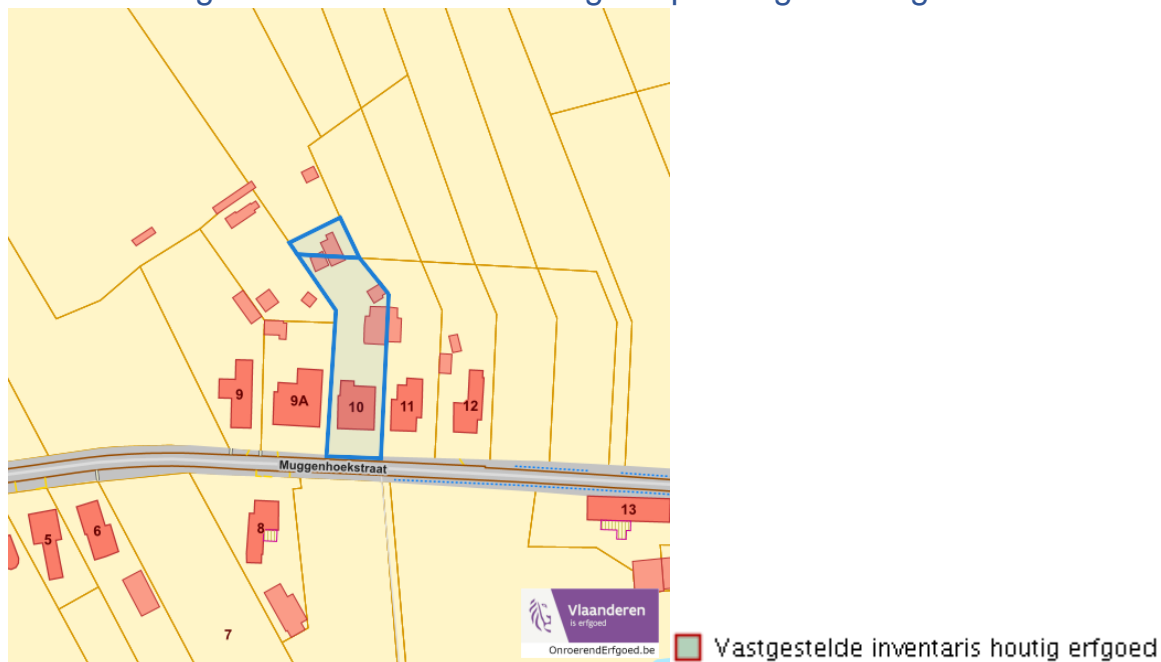 9
9A
10
11
12
Muggenhoekstraat
5
6
8
13
7
Vlaanderen
is erfgoed
OnroerendErfgoed.be
Vastgestelde inventaris houtig erfgoed